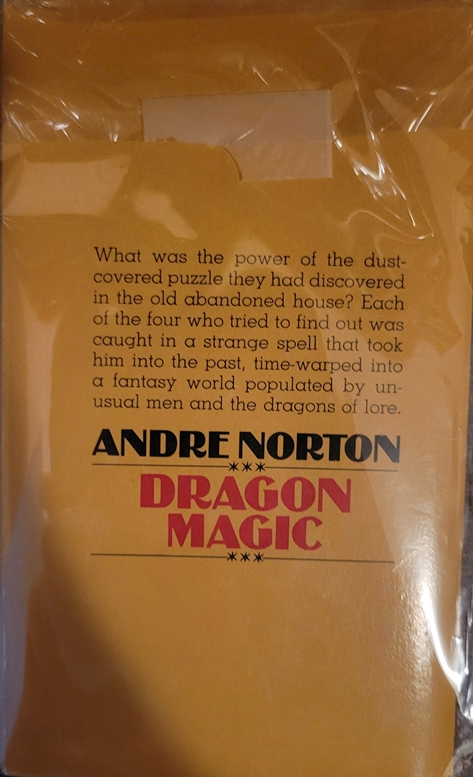 What was the power of the dust-
covered puzzle they had discovered
in the old abandoned house? Each
of the four who tried to find out was
caught in a strange spell that took
him into the past, time-warped into
a fantasy world populated by un-
usual men and the dragons of lore.
ANDRE NORTON
***
DRAGON
MAGIC
***